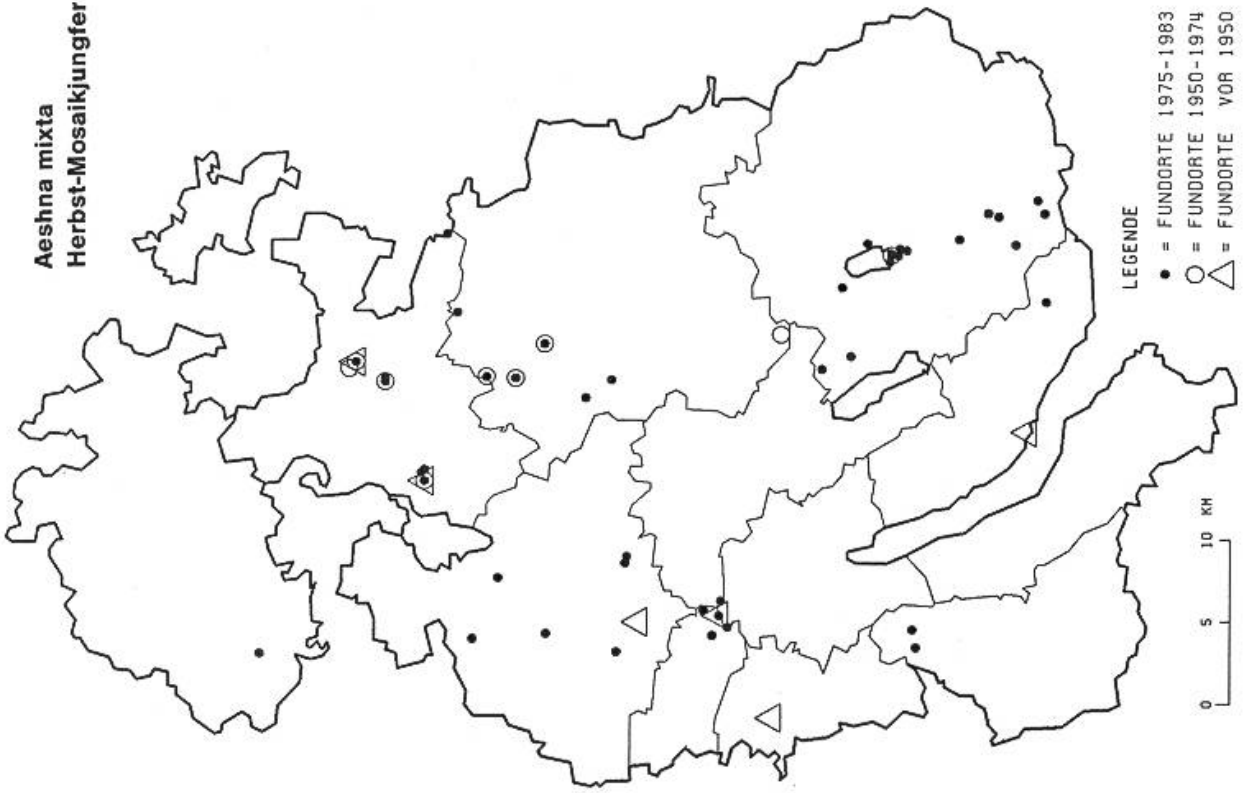 Aeshna mixta
Herbst-Mosaikjungfer
LEGENDE
● = FUNDORTE 1975-1983
○ = FUNDORTE 1950-1974
△ = FUNDORTE VOR 1950
0 5 10 KM